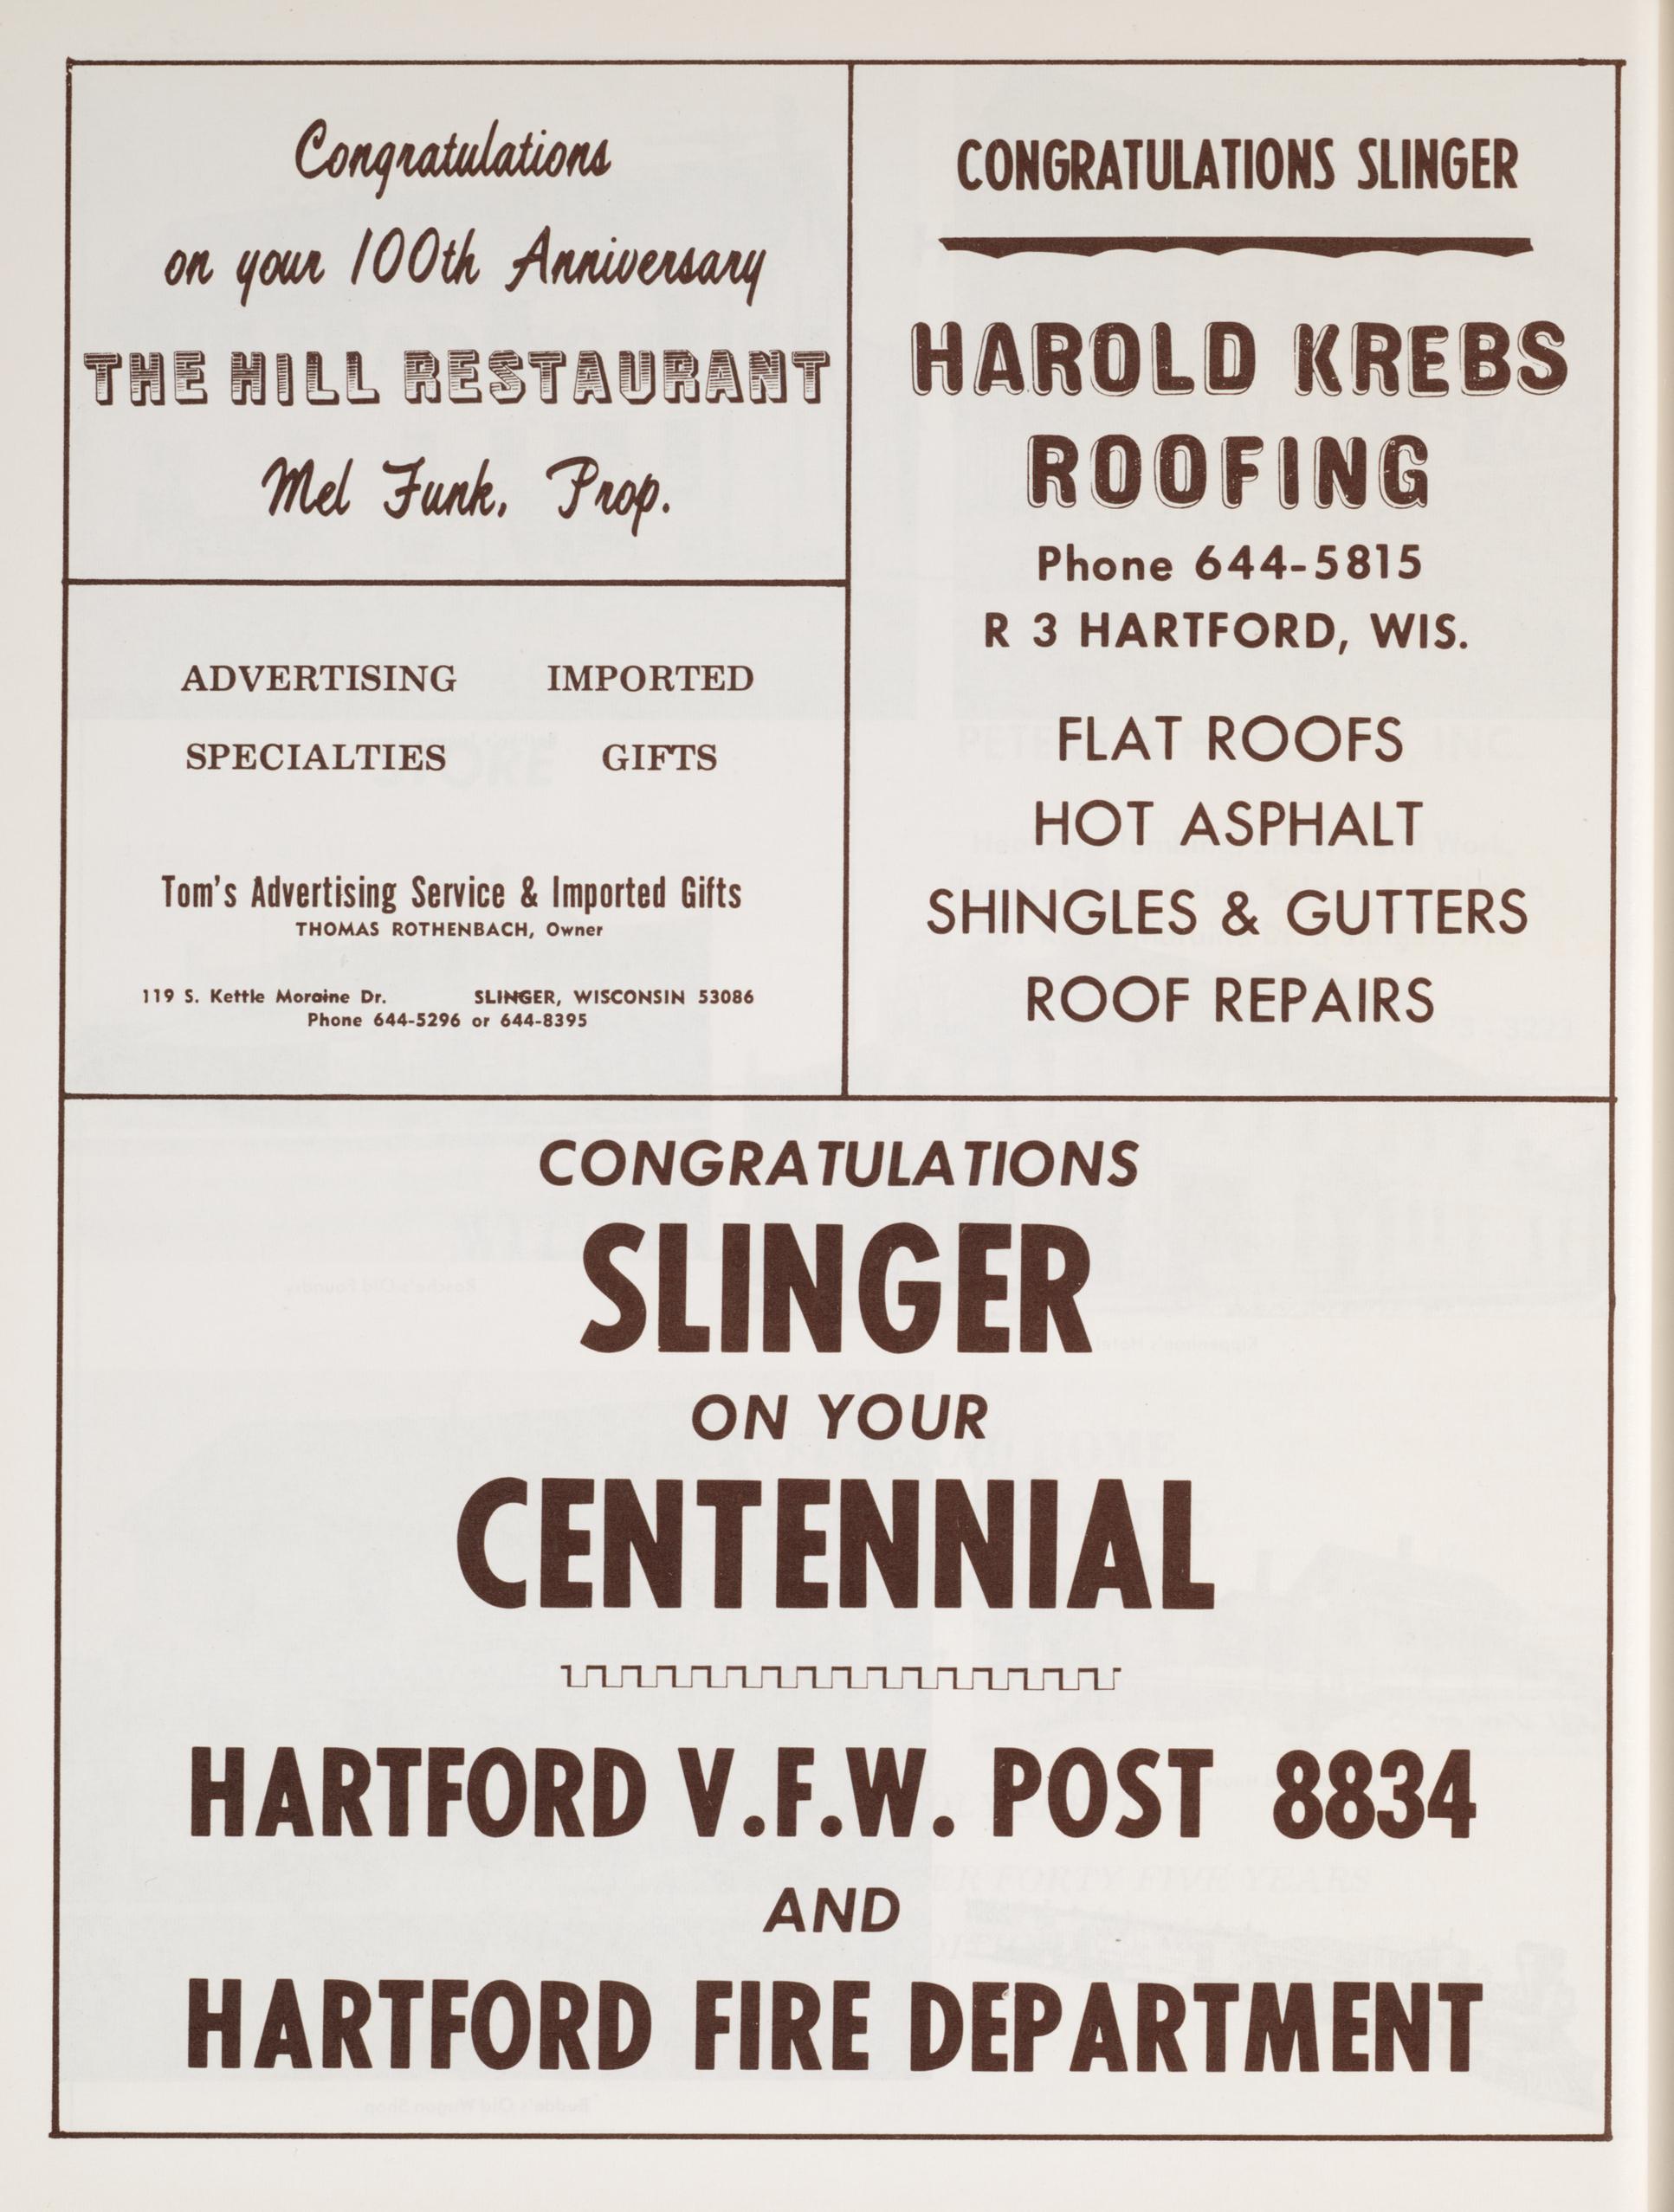 Congratulations
on your 100th Anniversary
THE HILL RESTAURANT
Mel Funk, Prop.
ADVERTISING IMPORTED
SPECIALTIES GIFTS
Tom's Advertising Service & Imported Gifts
THOMAS ROTHENBACH, Owner
119 S. Kettle Moraine Dr. SLINGER, WISCONSIN 53086
Phone 644-5296 or 644-8395
CONGRATULATIONS SLINGER
HAROLD KREBS
ROOFING
Phone 644-5815
R 3 HARTFORD, WIS.
FLAT ROOFS
HOT ASPHALT
SHINGLES & GUTTERS
ROOF REPAIRS
CONGRATULATIONS
SLINGER
ON YOUR
CENTENNIAL
HARTFORD V.F.W. POST 8834
AND
HARTFORD FIRE DEPARTMENT